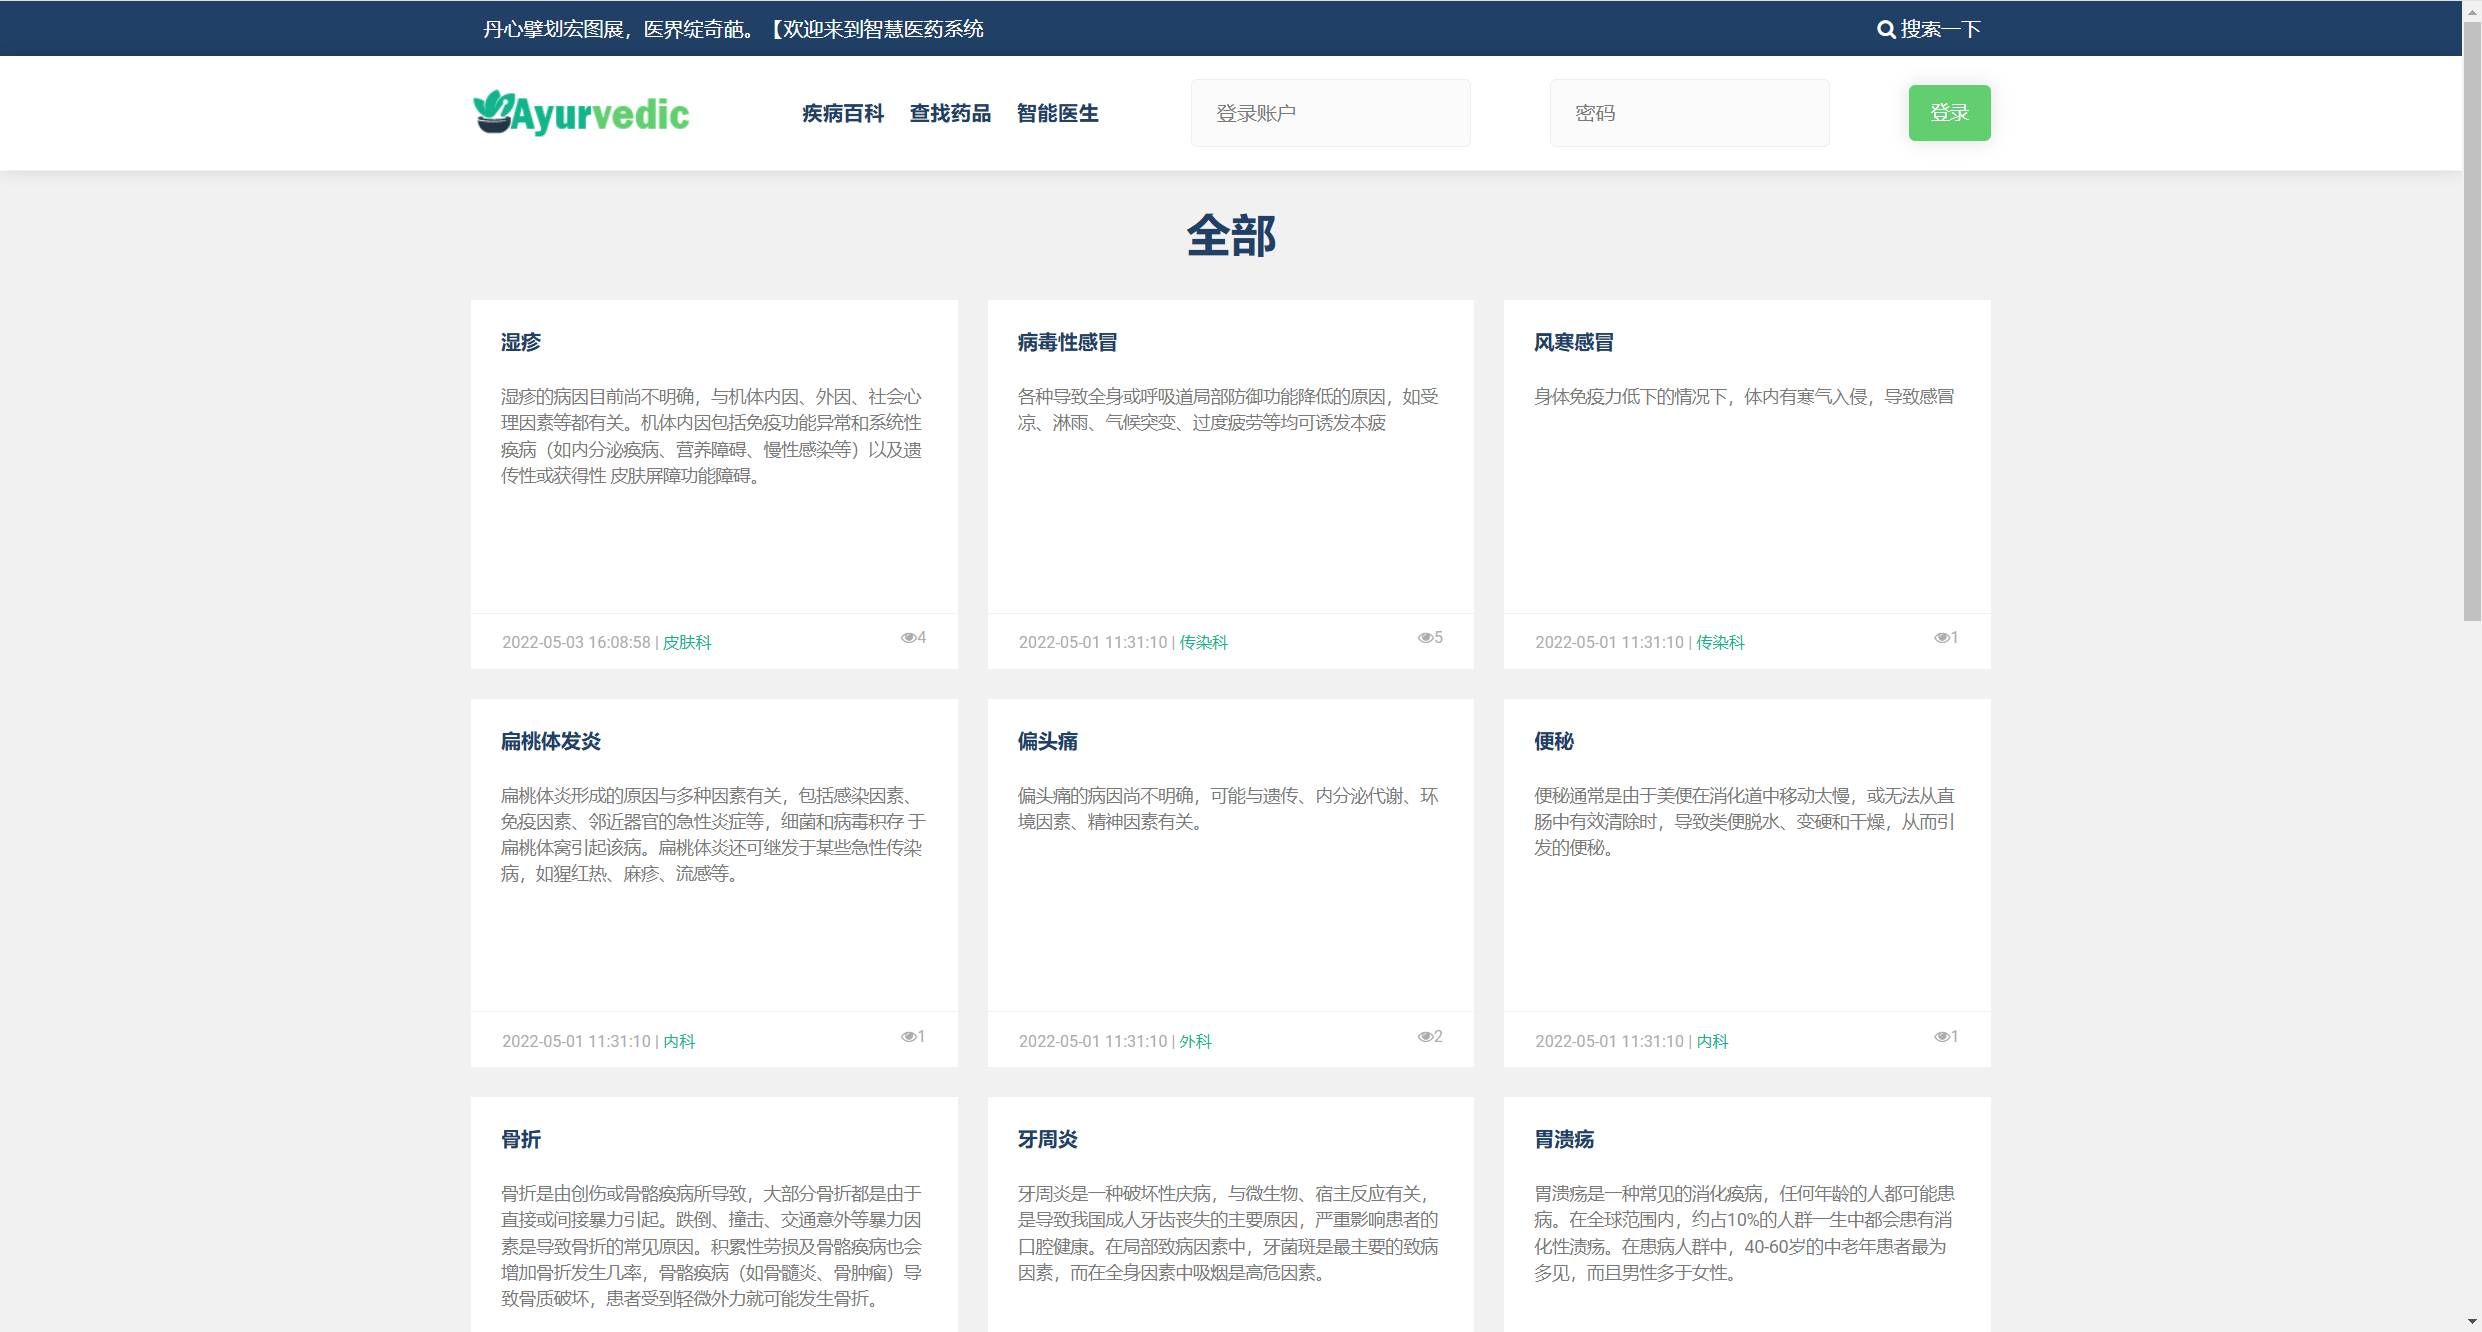 丹心擘划宏图展，医界绽奇葩。【欢迎来到智慧医药系统
搜索一下
Ayurvedic
疾病百科 查找药品 智能医生
登录账户
密码
登录
全部
湿疹
湿疹的病因目前尚不明确，与机体内因、外因、社会心
理因素等都有关。机体内因包括免疫功能异常和系统性
疾病（如内分泌疾病、营养障碍、慢性感染等）以及遗
传性或获得性 皮肤屏障功能障碍。
2022-05-03 16:08:58 | 皮肤科
4
病毒性感冒
各种导致全身或呼吸道局部防御功能降低的原因，如受
凉、淋雨、气候突变、过度疲劳等均可诱发本疲
2022-05-01 11:31:10 | 传染科
5
风寒感冒
身体免疫力低下的情况下，体内有寒气入侵，导致感冒
2022-05-01 11:31:10 | 传染科
1
扁桃体发炎
扁桃体炎形成的原因与多种因素有关，包括感染因素、
免疫因素、邻近器官的急性炎症等，细菌和病毒积存 于
扁桃体窝引起该病。扁桃体炎还可继发于某些急性传染
病，如猩红热、麻疹、流感等。
2022-05-01 11:31:10 | 内科
1
偏头痛
偏头痛的病因尚不明确，可能与遗传、内分泌代谢、环
境因素、精神因素有关。
2022-05-01 11:31:10 | 外科
2
便秘
便秘通常是由于美便在消化道中移动太慢，或无法从直
肠中有效清除时，导致类便脱水、变硬和干燥，从而引
发的便秘。
2022-05-01 11:31:10 | 内科
1
骨折
骨折是由创伤或骨骼疾病所导致，大部分骨折都是由于
直接或间接暴力引起。跌倒、撞击、交通意外等暴力因
素是导致骨折的常见原因。积累性劳损及骨骼疾病也会
增加骨折发生几率，骨骼疾病（如骨髓炎、骨肿瘤）导
致骨质破坏，患者受到轻微外力就可能发生骨折。
牙周炎
牙周炎是一种破坏性庆病，与微生物、宿主反应有关，
是导致我国成人牙齿丧失的主要原因，严重影响患者的
口腔健康。在局部致病因素中，牙菌斑是最主要的致病
因素，而在全身因素中吸烟是高危因素。
胃溃疡
胃溃疡是一种常见的消化疾病，任何年龄的人都可能患
病。在全球范围内，约占10%的人群一生中都会患有消
化性溃疡。在患病人群中，40-60岁的中老年患者最为
多见，而且男性多于女性。